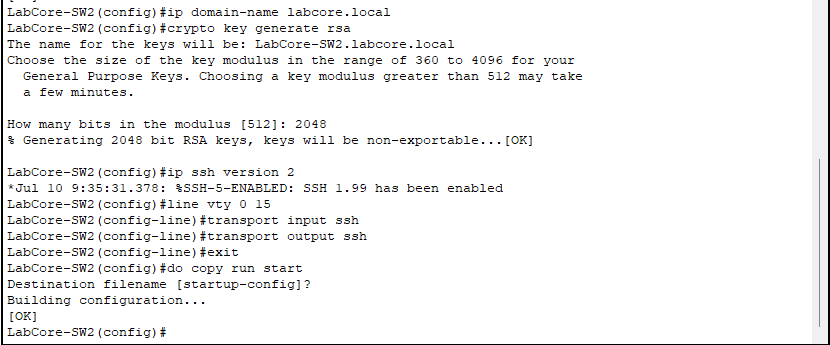 LabCore-SW2(config)#ip domain-name labcore.local
LabCore-SW2(config)#crypto key generate rsa
The name for the keys will be: LabCore-SW2.labcore.local
Choose the size of the key modulus in the range of 360 to 4096 for your
  General Purpose Keys. Choosing a key modulus greater than 512 may take
  a few minutes.

How many bits in the modulus [512]: 2048
% Generating 2048 bit RSA keys, keys will be non-exportable...[OK]

LabCore-SW2(config)#ip ssh version 2
*Jul 10 9:35:31.378: %SSH-5-ENABLED: SSH 1.99 has been enabled
LabCore-SW2(config)#line vty 0 15
LabCore-SW2(config-line)#transport input ssh
LabCore-SW2(config-line)#transport output ssh
LabCore-SW2(config-line)#exit
LabCore-SW2(config)#do copy run start
Destination filename [startup-config]?
Building configuration...
[OK]
LabCore-SW2(config)#